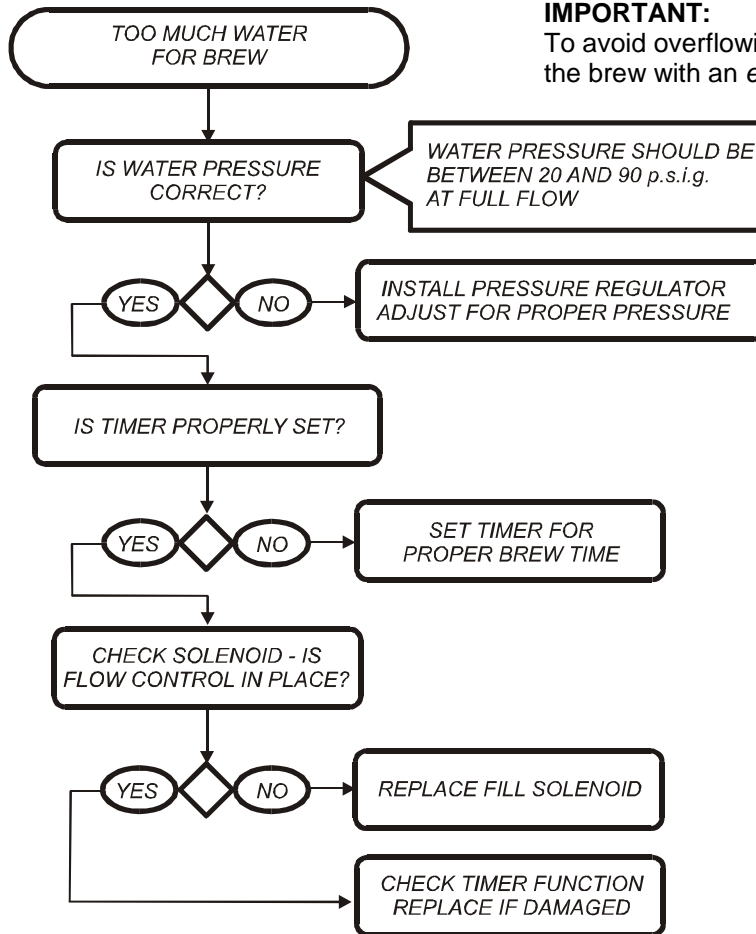 TOO MUCH WATER
FOR BREW
IMPORTANT:
To avoid overflowi
the brew with an e
IS WATER PRESSURE
CORRECT?
WATER PRESSURE SHOULD BE
BETWEEN 20 AND 90 p.s.i.g.
AT FULL FLOW
YES
NO
INSTALL PRESSURE REGULATOR
ADJUST FOR PROPER PRESSURE
IS TIMER PROPERLY SET?
YES
NO
SET TIMER FOR
PROPER BREW TIME
CHECK SOLENOID - IS
FLOW CONTROL IN PLACE?
YES
NO
REPLACE FILL SOLENOID
CHECK TIMER FUNCTION
REPLACE IF DAMAGED